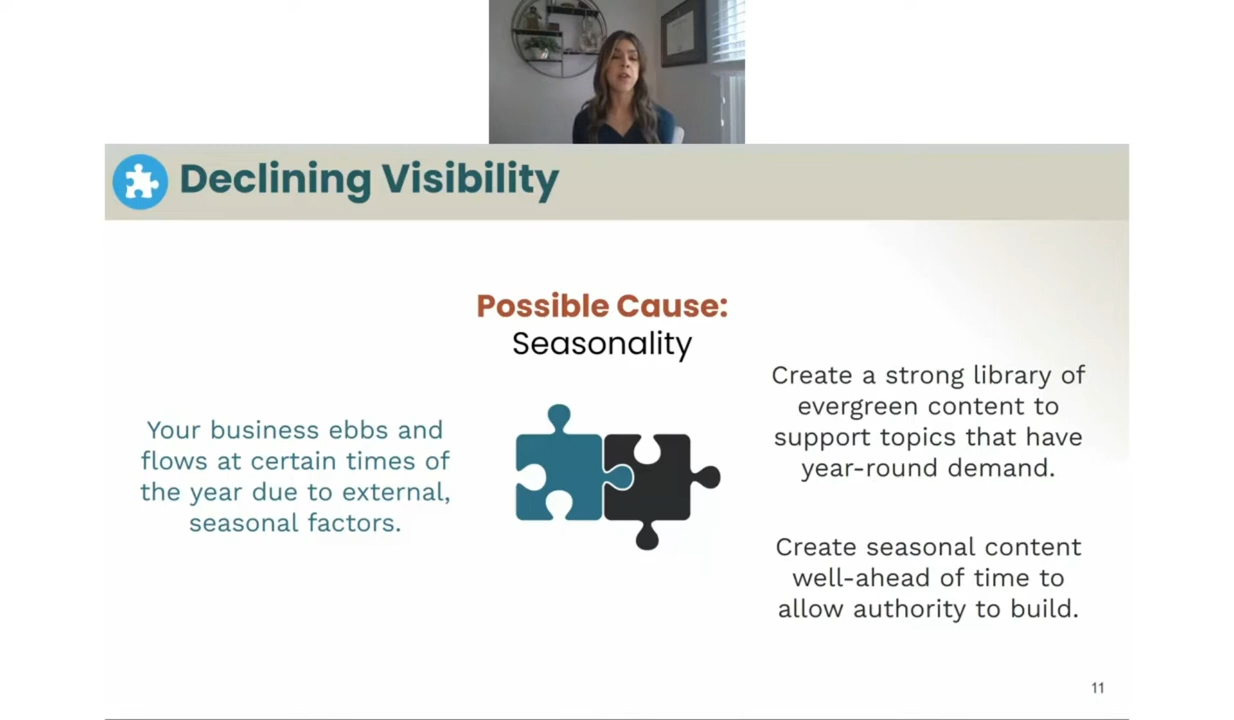 Declining Visibility
Possible Cause:
Seasonality
Your business ebbs and
flows at certain times of
the year due to external,
seasonal factors.
Create a strong library of
evergreen content to
support topics that have
year-round demand.
Create seasonal content
well-ahead of time to
allow authority to build.
11